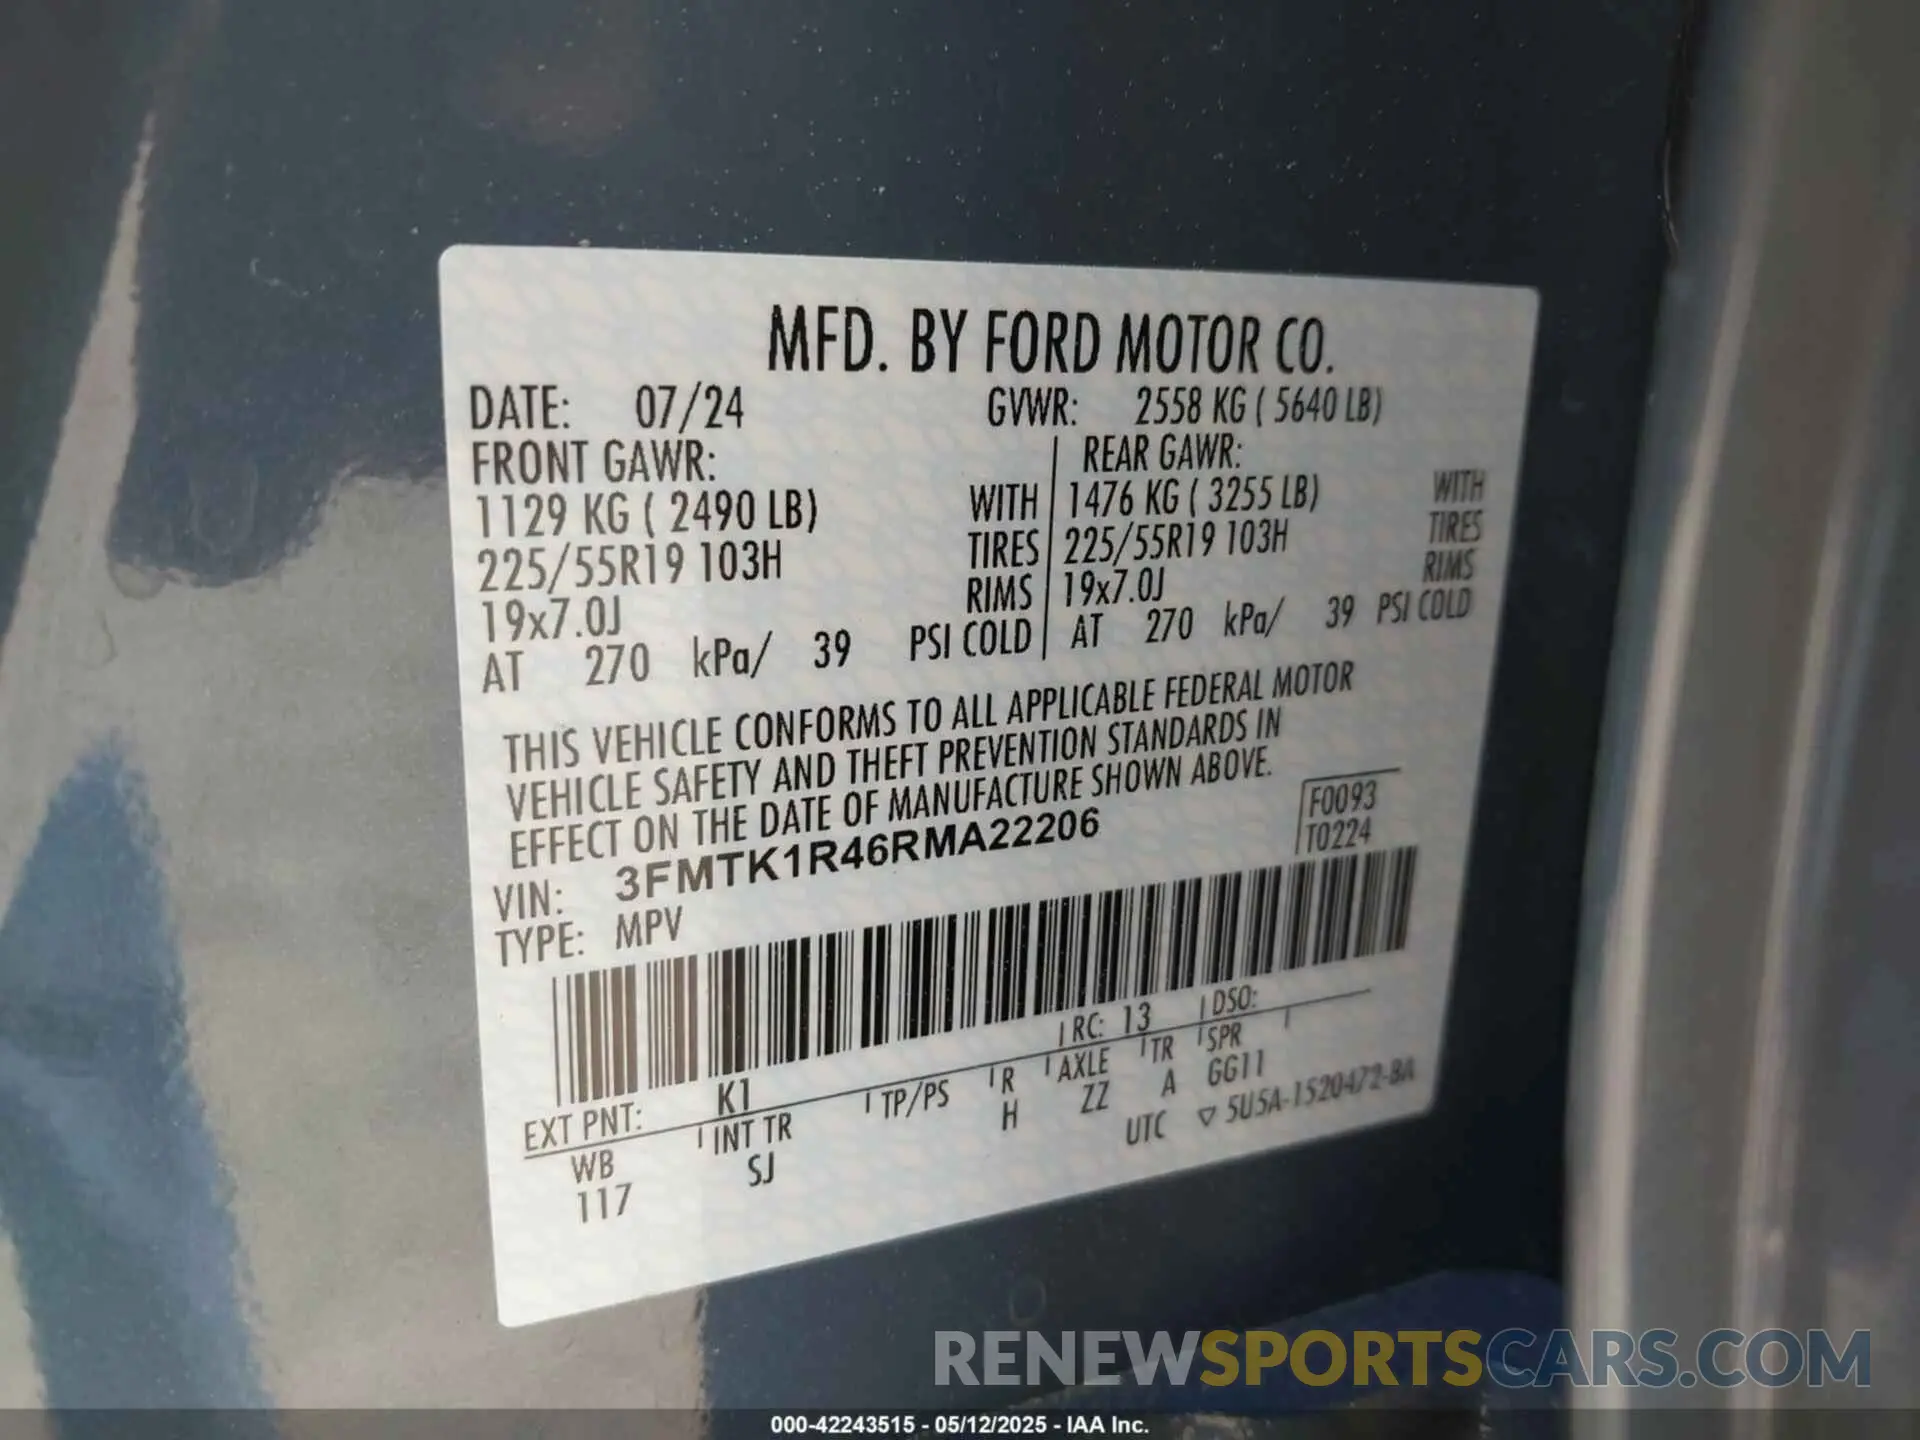 MFD. BY FORD MOTOR CO.
DATE: 07/24 GVWR: 2558 KG ( 5640 LB)
FRONT GAWR: REAR GAWR:
1129 KG ( 2490 LB) WITH 1476 KG ( 3255 LB) WITH
225/55R19 103H TIRES 225/55R19 103H TIRES
19x7.0J RIMS 19x7.0J RIMS
AT 270 kPa/ 39 PSI COLD AT 270 kPa/ 39 PSI COLD
THIS VEHICLE CONFORMS TO ALL APPLICABLE FEDERAL MOTOR
VEHICLE SAFETY AND THEFT PREVENTION STANDARDS IN
EFFECT ON THE DATE OF MANUFACTURE SHOWN ABOVE.
VIN: 3FMTK1R46RMA22206 F0093
TYPE: MPV T0224
EXT PNT: K1 RC: 13 DSO:
WB INT TR TP/PS R AXLE TR SPR
117 SJ H ZZ A GG11
UTC ▽ 5U5A-1520472-BA
RENEWSPORTSCARS.COM
000-42243515 - 05/12/2025 - IAA Inc.